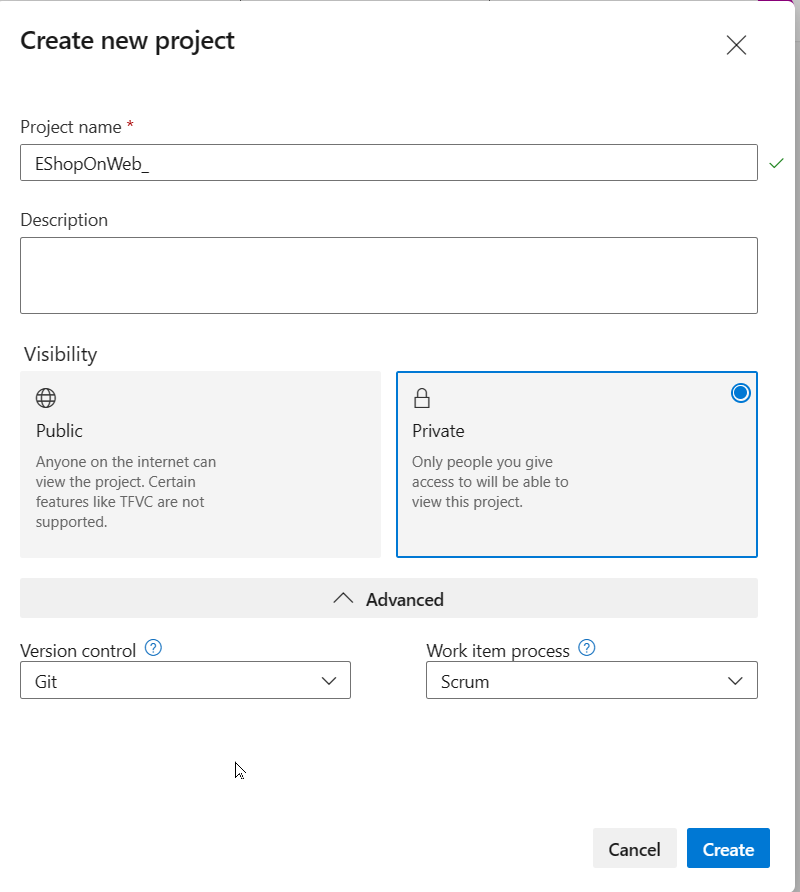 Create new project
Project name *
EShopOnWeb_
Description
Visibility
Public
Anyone on the internet can
view the project. Certain
features like TFVC are not
supported.
Private
Only people you give
access to will be able to
view this project.
Advanced
Version control ?
Git
Work item process ?
Scrum
Cancel
Create